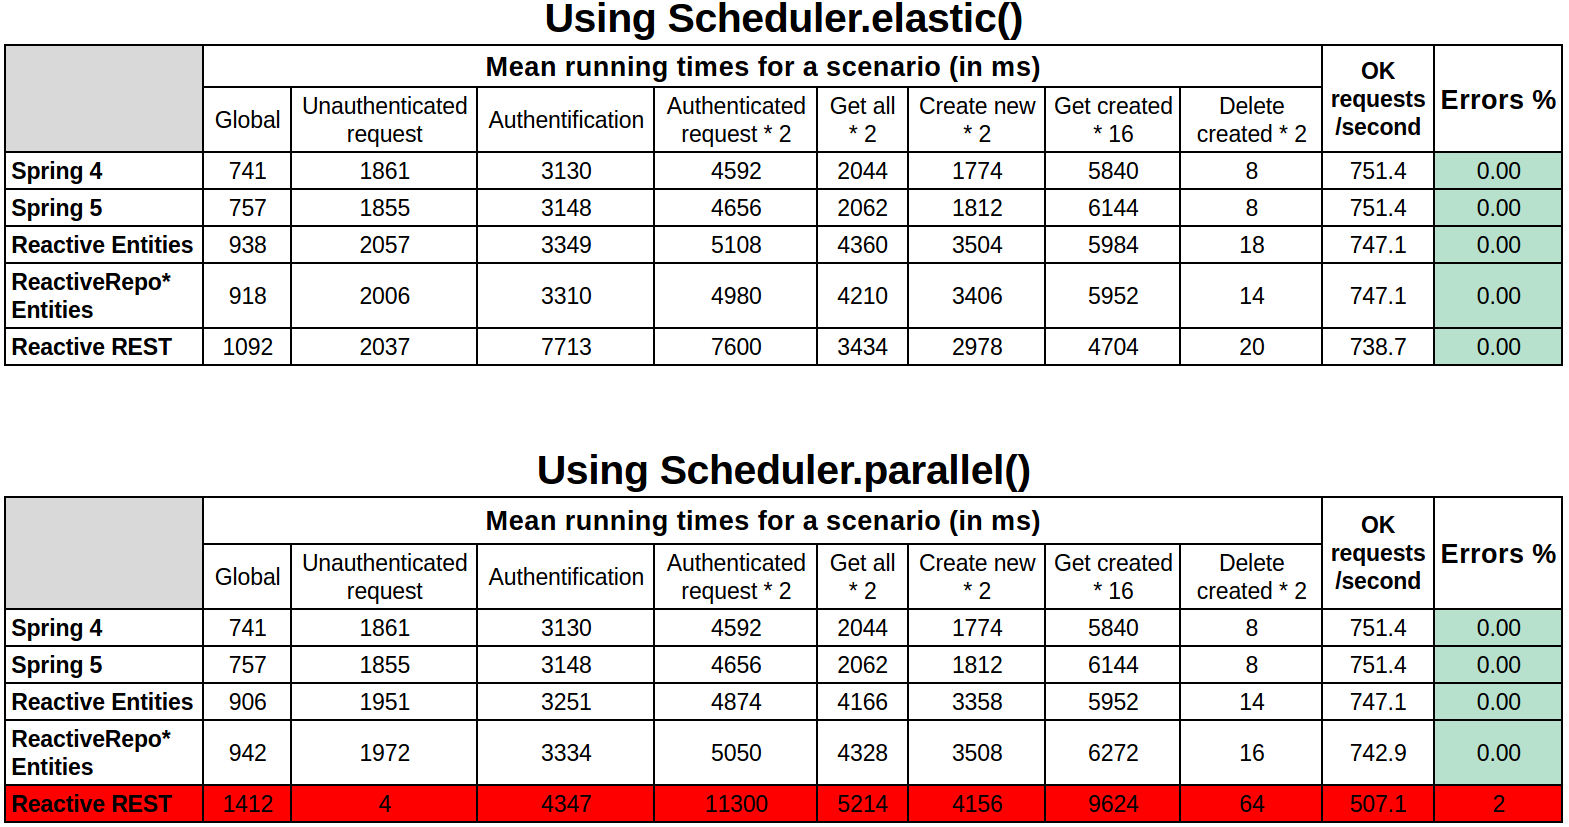 Using Scheduler.elastic()
Mean running times for a scenario (in ms)
OK
requests
/second
Errors %
Global
Unauthenticated
request
Authentification
Authenticated
request * 2
Get all
* 2
Create new
* 2
Get created
* 16
Delete
created * 2
Spring 4 741 1861 3130 4592 2044 1774 5840 8 751.4 0.00
Spring 5 757 1855 3148 4656 2062 1812 6144 8 751.4 0.00
Reactive Entities 938 2057 3349 5108 4360 3504 5984 18 747.1 0.00
ReactiveRepo*
Entities 918 2006 3310 4980 4210 3406 5952 14 747.1 0.00
Reactive REST 1092 2037 7713 7600 3434 2978 4704 20 738.7 0.00
Using Scheduler.parallel()
Mean running times for a scenario (in ms)
OK
requests
/second
Errors %
Global
Unauthenticated
request
Authentification
Authenticated
request * 2
Get all
* 2
Create new
* 2
Get created
* 16
Delete
created * 2
Spring 4 741 1861 3130 4592 2044 1774 5840 8 751.4 0.00
Spring 5 757 1855 3148 4656 2062 1812 6144 8 751.4 0.00
Reactive Entities 906 1951 3251 4874 4166 3358 5952 14 747.1 0.00
ReactiveRepo*
Entities 942 1972 3334 5050 4328 3508 6272 16 742.9 0.00
Reactive REST 1412 4 4347 11300 5214 4156 9624 64 507.1 2